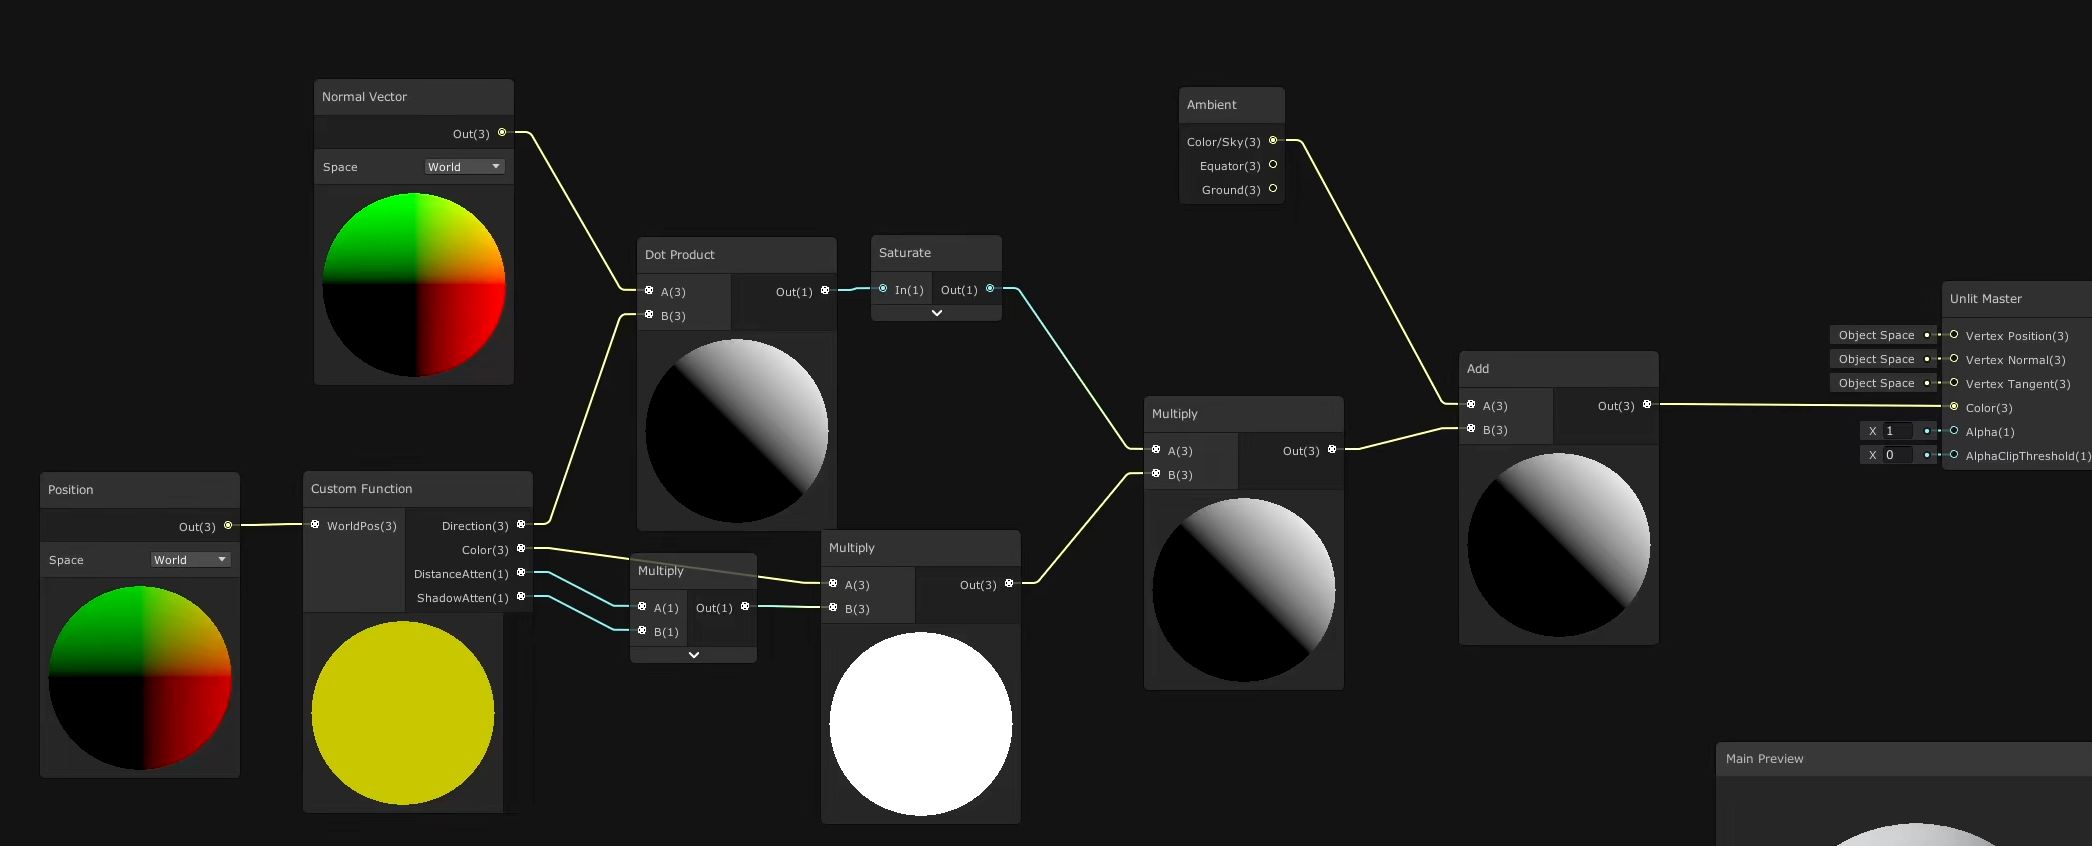 Normal Vector
Out(3)
Space World
Ambient
Color/Sky(3)
Equator(3)
Ground(3)
Dot Product
A(3) Out(1)
B(3)
Saturate
In(1) Out(1)
Unlit Master
Object Space Vertex Position(3)
Object Space Vertex Normal(3)
Object Space Vertex Tangent(3)
Color(3)
X 1 Alpha(1)
X 0 AlphaClipThreshold(1)
Add
A(3) Out(3)
B(3)
Multiply
A(3) Out(3)
B(3)
Position
Out(3)
Space World
Custom Function
WorldPos(3) Direction(3)
Color(3)
DistanceAtten(1)
ShadowAtten(1)
Multiply
A(1) Out(1)
B(1)
Multiply
A(3) Out(3)
B(3)
Main Preview